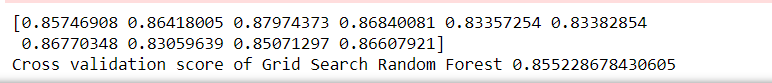 [0.85746908 0.86418005 0.87974373 0.86840081 0.83357254 0.83382854
0.86770348 0.83059639 0.85071297 0.86607921]
Cross validation score of Grid Search Random Forest 0.855228678430605